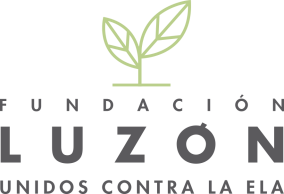 FUNDACIÓN
LUZÓN
UNIDOS CONTRA LA ELA